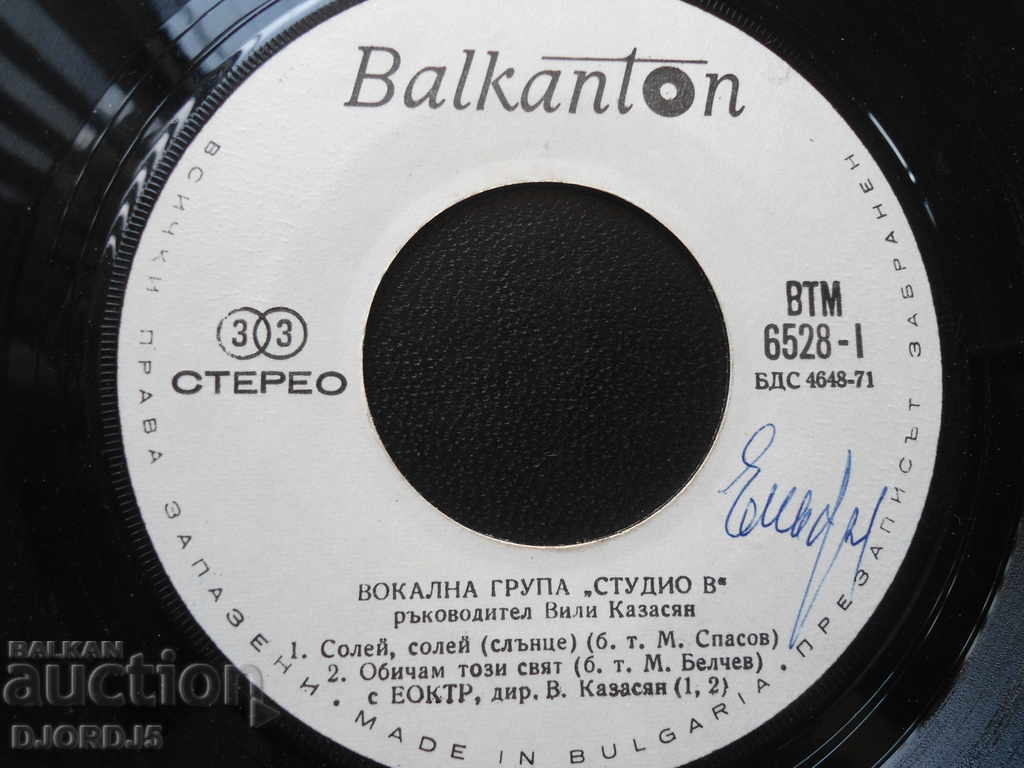 Balkanton
ВСИЧКИ ПРАВА ЗАПАЗЕНИ · MADE IN BULGARIA · ПРЕЗАПИСЪТ ЗАБРАНЕН
33
СТЕРЕО
ВТМ
6528-I
БДС 4648-71
ВОКАЛНА ГРУПА „СТУДИО В“
ръководител Вили Казасян
1. Солей, солей (слънце) (б. т. М. Спасов)
2. Обичам този свят (б. т. М. Белчев)
с ЕОКТР, дир. В. Казасян (1, 2)
BALKAN
auction
DJORDJ5